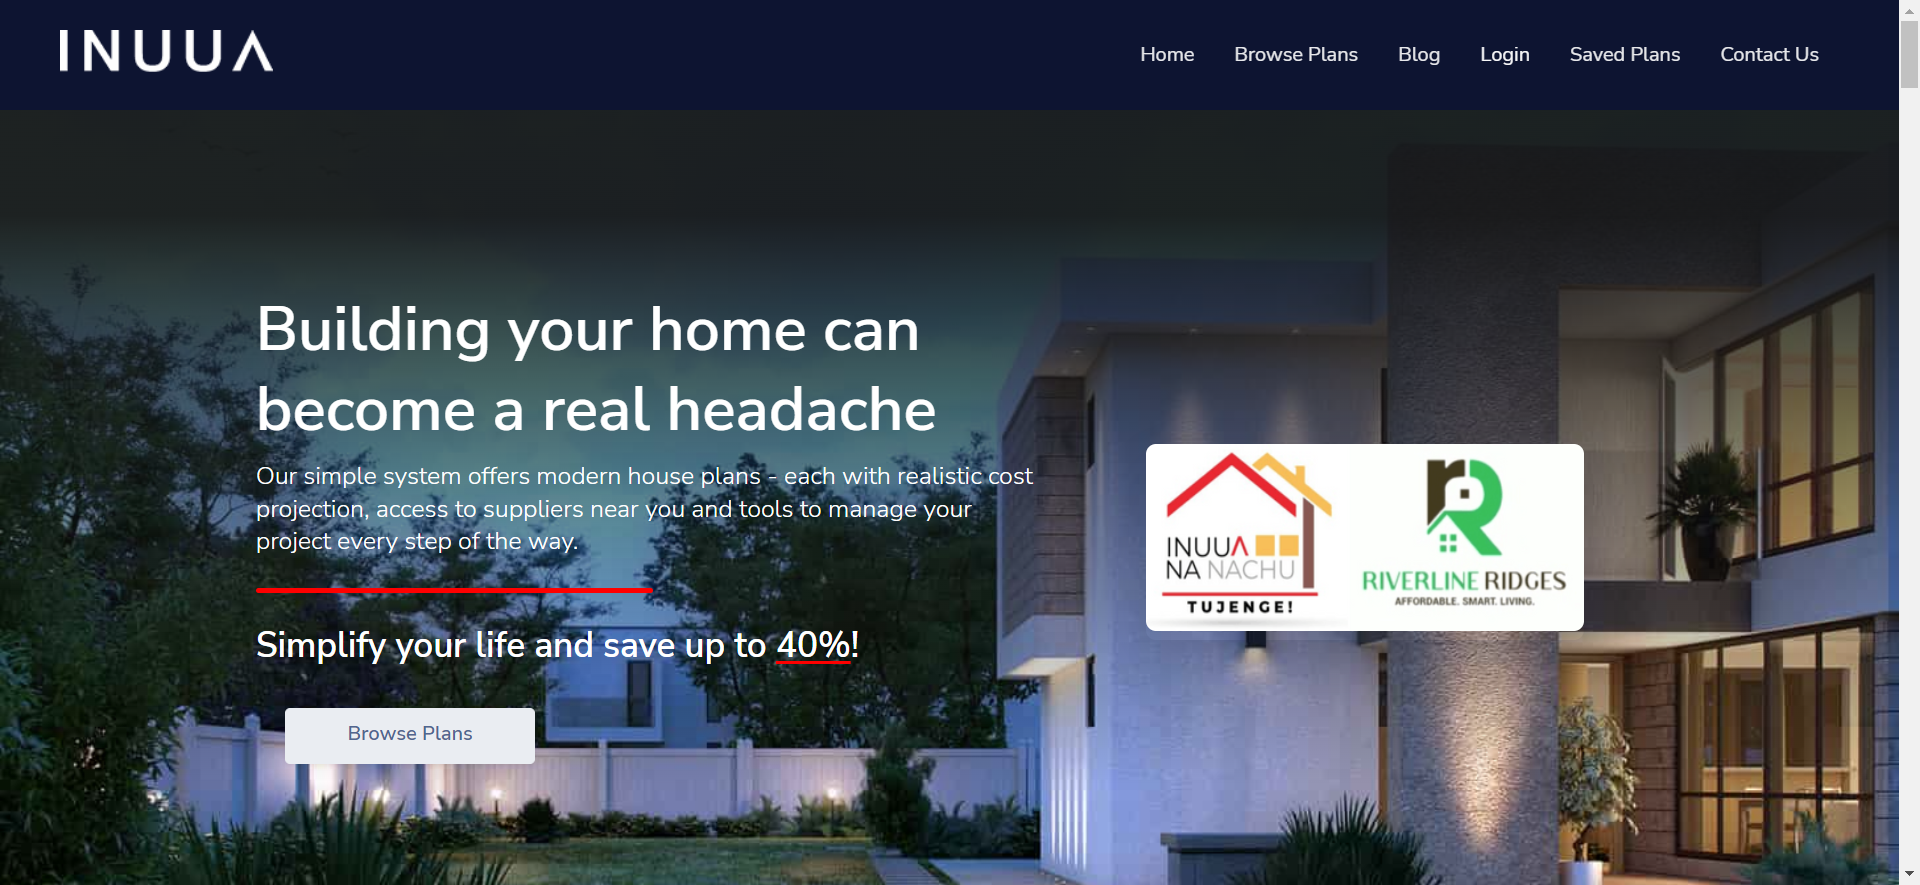 INUUA
Home Browse Plans Blog Login Saved Plans Contact Us
Building your home can
become a real headache
Our simple system offers modern house plans - each with realistic cost
projection, access to suppliers near you and tools to manage your
project every step of the way.
Simplify your life and save up to 40%!
Browse Plans
INUUA
NA NACHU
TUJENGE!
RIVERLINE RIDGES
AFFORDABLE. SMART. LIVING.